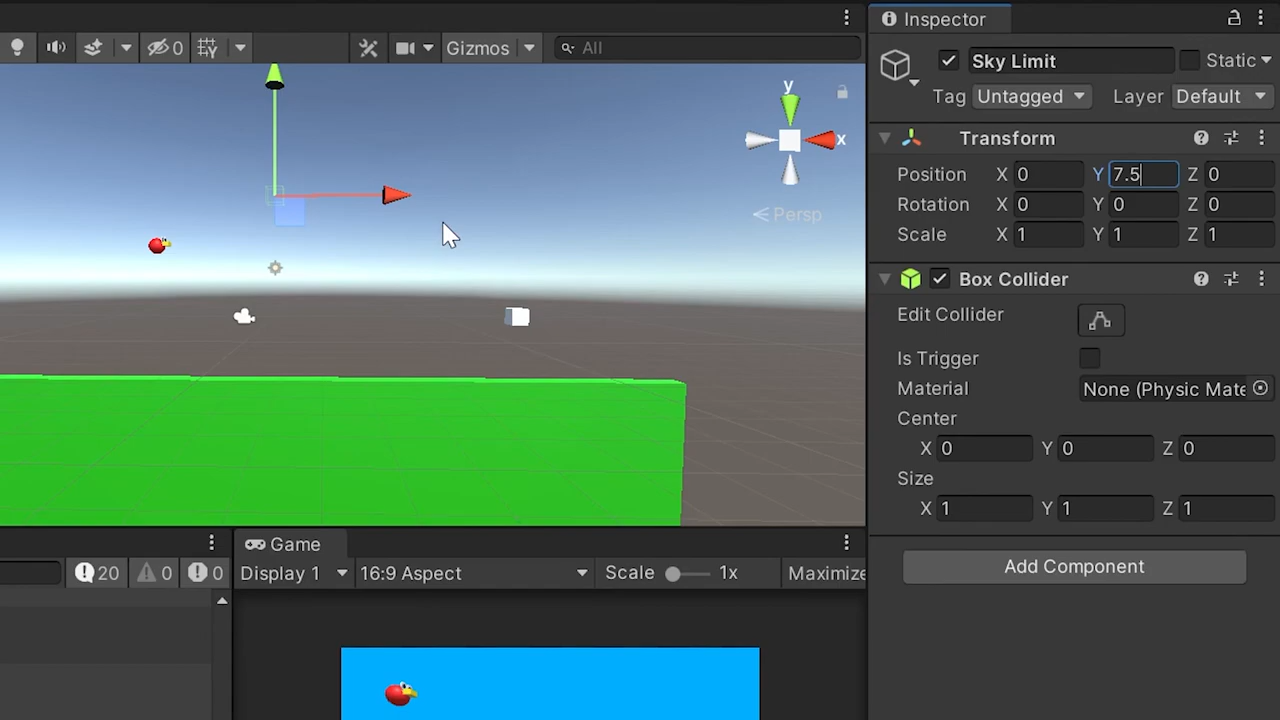 Inspector
0
Gizmos
All
Sky Limit
Static
Tag Untagged Layer Default
Transform
Position X 0 Y 7.5 Z 0
Rotation X 0 Y 0 Z 0
Scale X 1 Y 1 Z 1
y
x
Persp
Box Collider
Edit Collider
Is Trigger
Material None (Physic Mate
Center
X 0 Y 0 Z 0
Size
X 1 Y 1 Z 1
Add Component
Game
20 0 0
Display 1 16:9 Aspect Scale 1x Maximize